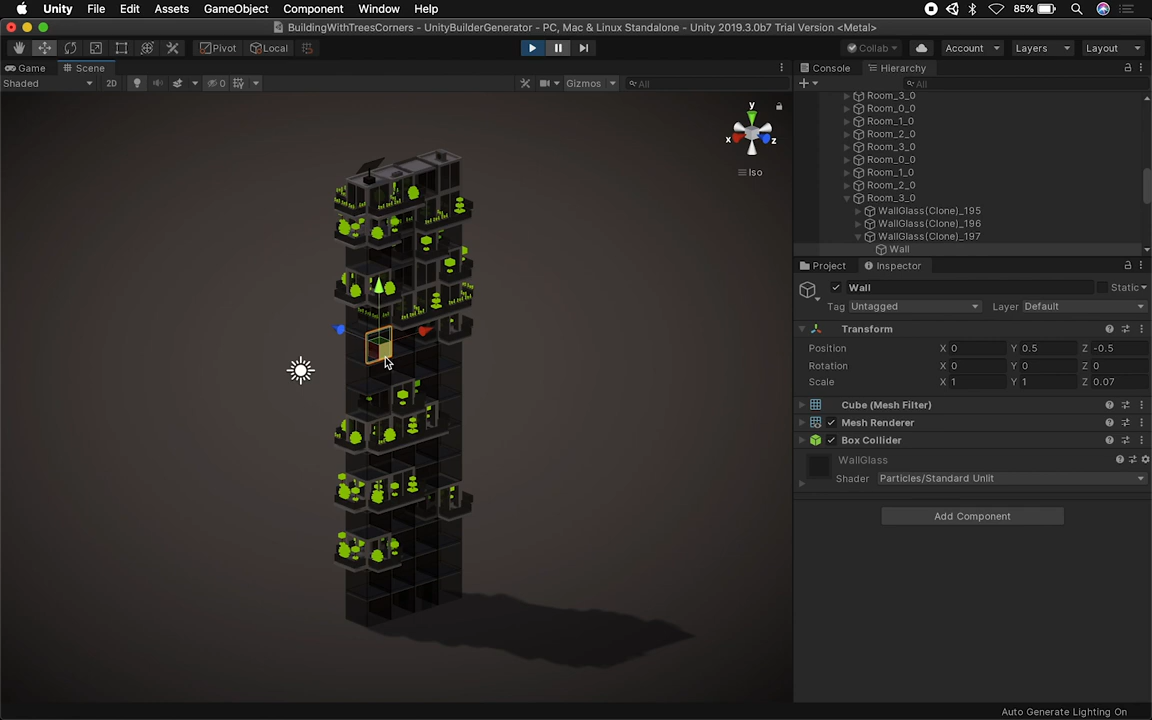 Unity File Edit Assets GameObject Component Window Help 85%
BuildingWithTreesCorners - UnityBuilderGenerator - PC, Mac & Linux Standalone - Unity 2019.3.0b7 Trial Version <Metal>
Pivot Local Collab Account Layers Layout
Game Scene Console Hierarchy
Shaded 2D 0 Gizmos All All
y
x z
Iso
Room_3_0
Room_0_0
Room_1_0
Room_2_0
Room_3_0
Room_0_0
Room_1_0
Room_2_0
Room_3_0
WallGlass(Clone)_195
WallGlass(Clone)_196
WallGlass(Clone)_197
Wall
Project Inspector
Wall Static
Tag Untagged Layer Default
Transform
Position X 0 Y 0.5 Z -0.5
Rotation X 0 Y 0 Z 0
Scale X 1 Y 1 Z 0.07
Cube (Mesh Filter)
Mesh Renderer
Box Collider
WallGlass
Shader Particles/Standard Unlit
Add Component
Auto Generate Lighting On